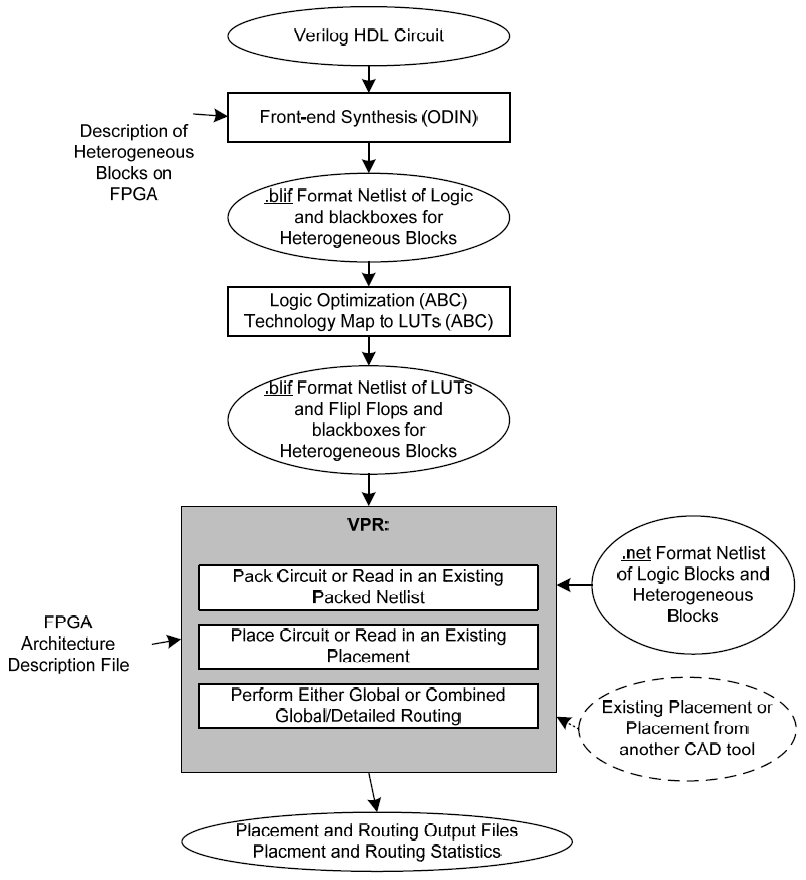 Verilog HDL Circuit
Front-end Synthesis (ODIN)
Description of
Heterogeneous
Blocks on
FPGA
.blif Format Netlist of Logic
and blackboxes for
Heterogeneous Blocks
Logic Optimization (ABC)
Technology Map to LUTs (ABC)
.blif Format Netlist of LUTs
and Flipl Flops and
blackboxes for
Heterogeneous Blocks
VPR:
Pack Circuit or Read in an Existing
Packed Netlist
.net Format Netlist
of Logic Blocks and
Heterogeneous
Blocks
FPGA
Architecture
Description File
Place Circuit or Read in an Existing
Placement
Perform Either Global or Combined
Global/Detailed Routing
Existing Placement or
Placement from
another CAD tool
Placement and Routing Output Files
Placment and Routing Statistics